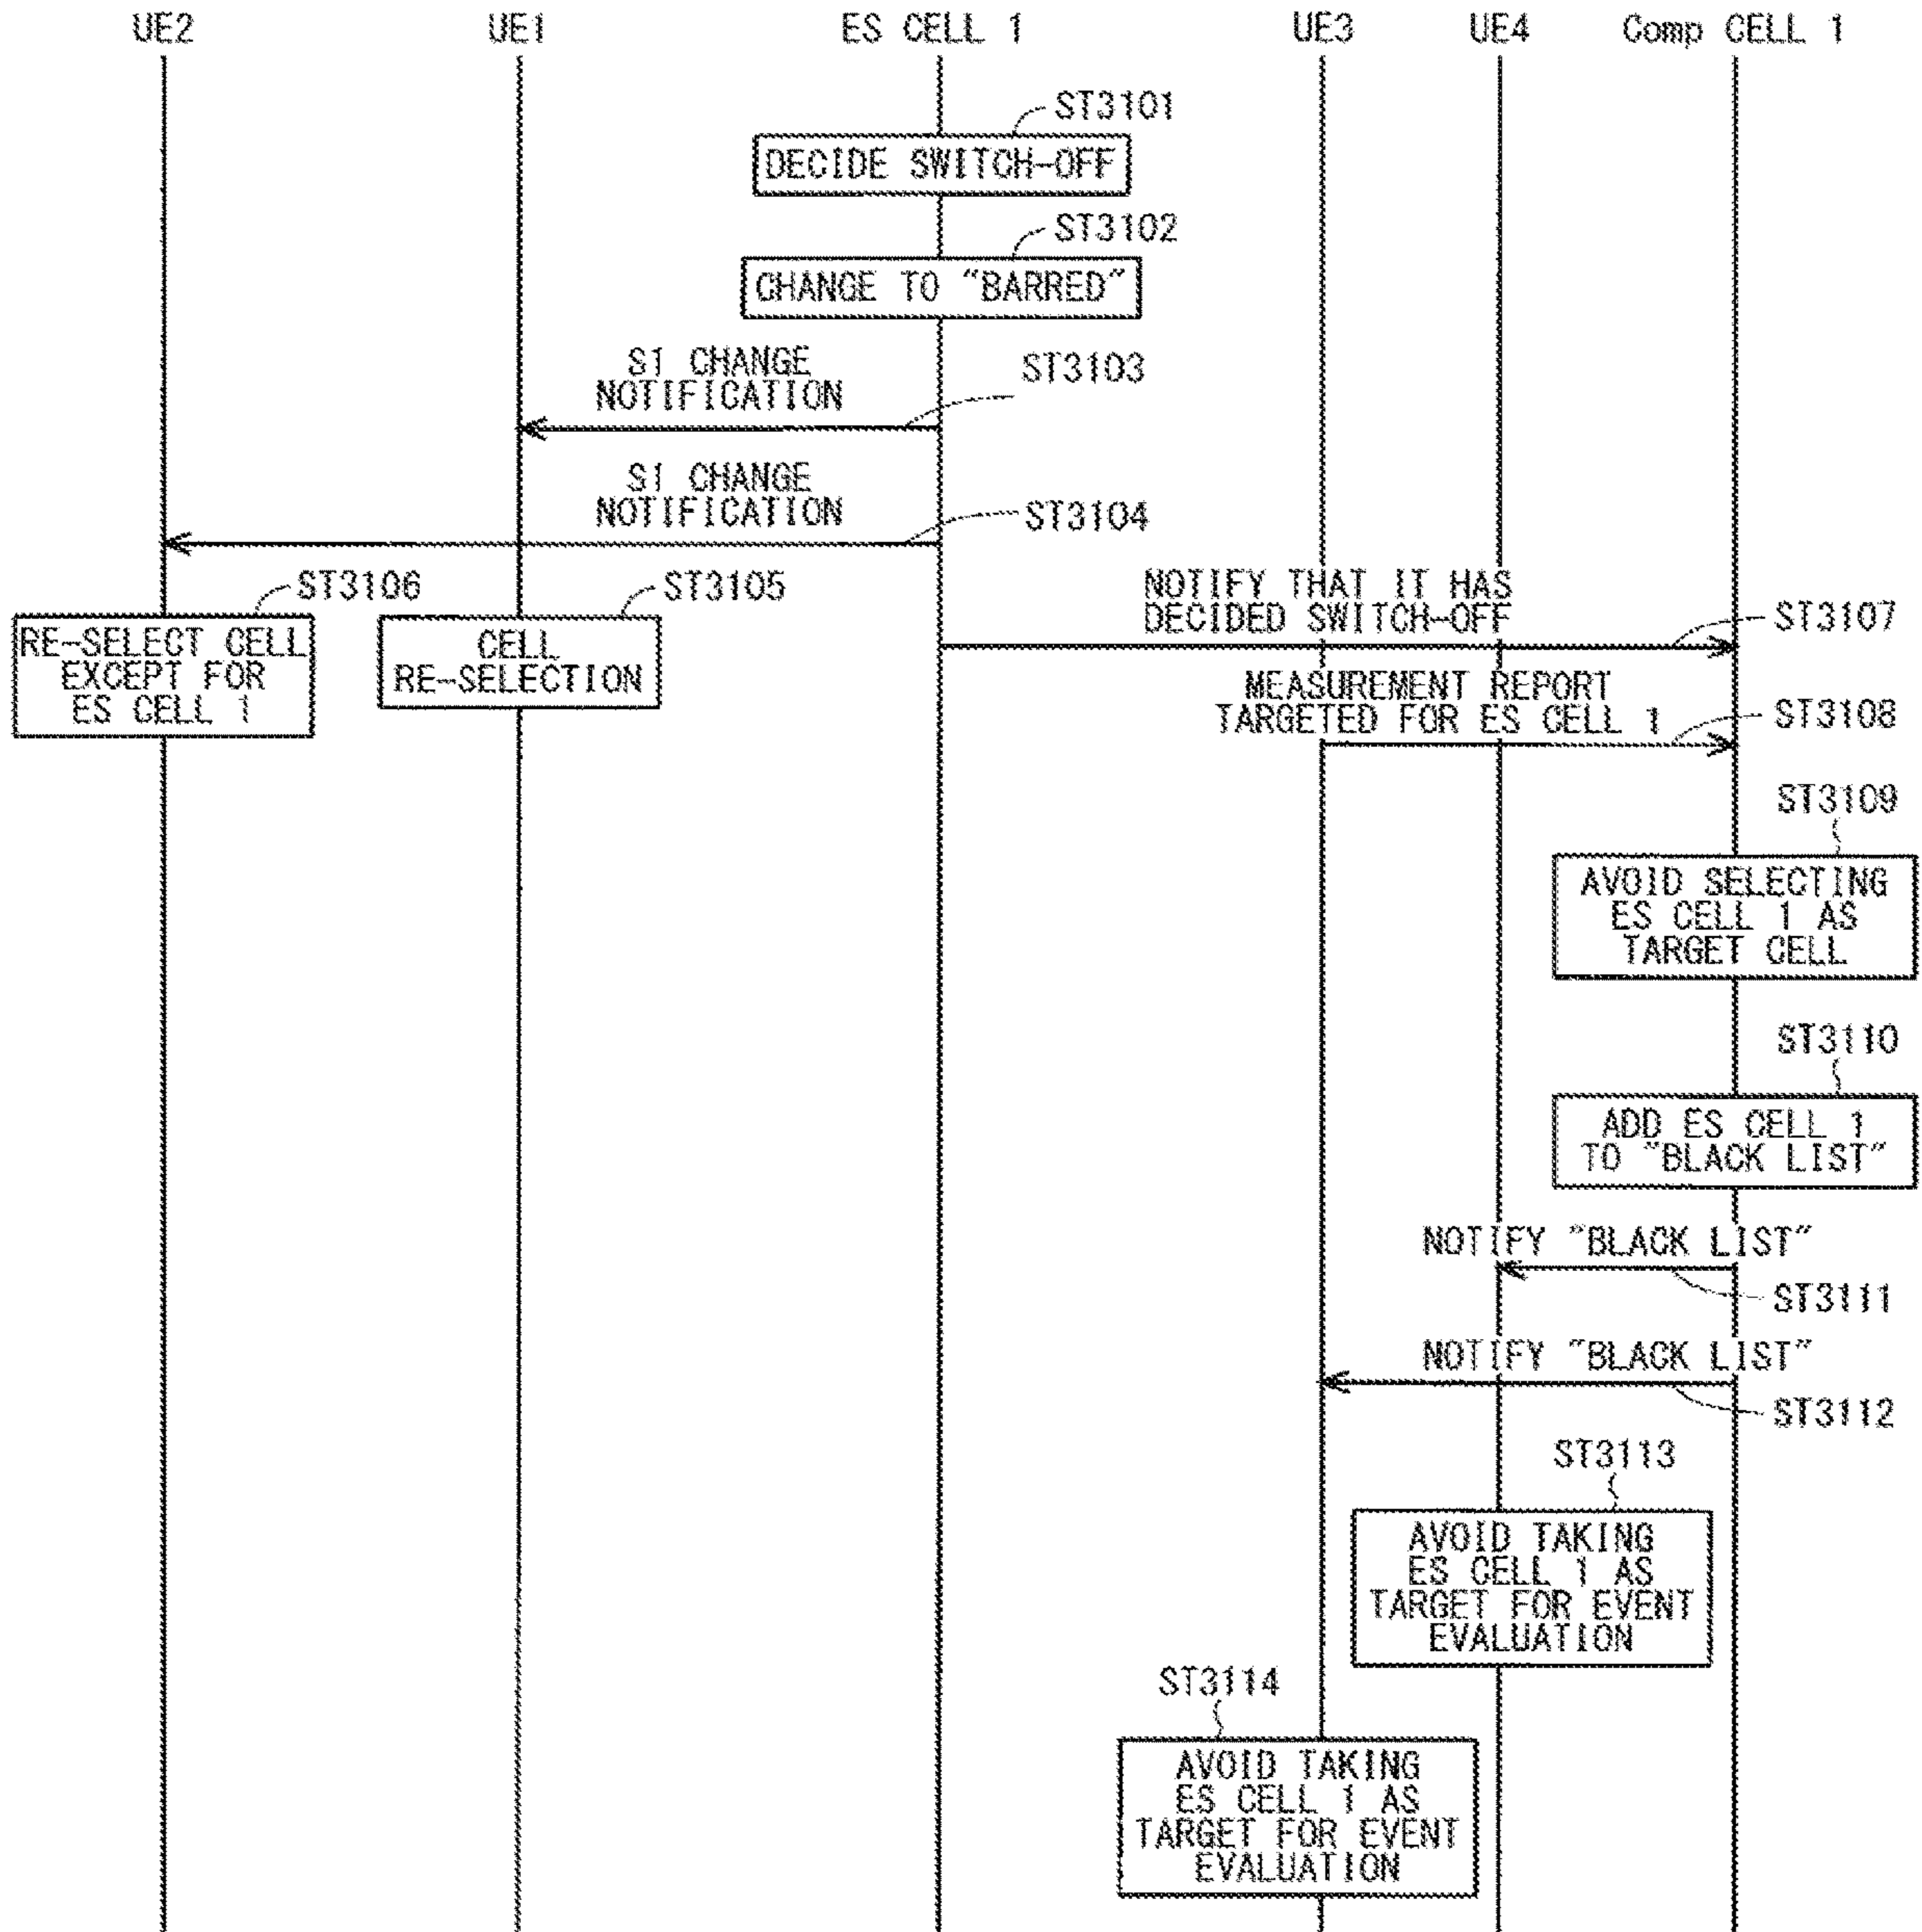 UE2 UE1 ES CELL 1 UE3 UE4 Comp CELL 1
ST3101
DECIDE SWITCH-OFF
ST3102
CHANGE TO "BARRED"
SI CHANGE
NOTIFICATION
ST3103
SI CHANGE
NOTIFICATION
ST3104
ST3106
RE-SELECT CELL
EXCEPT FOR
ES CELL 1
ST3105
CELL
RE-SELECTION
NOTIFY THAT IT HAS
DECIDED SWITCH-OFF
ST3107
MEASUREMENT REPORT
TARGETED FOR ES CELL 1
ST3108
ST3109
AVOID SELECTING
ES CELL 1 AS
TARGET CELL
ST3110
ADD ES CELL 1
TO "BLACK LIST"
NOTIFY "BLACK LIST"
ST3111
NOTIFY "BLACK LIST"
ST3112
ST3113
AVOID TAKING
ES CELL 1 AS
TARGET FOR EVENT
EVALUATION
ST3114
AVOID TAKING
ES CELL 1 AS
TARGET FOR EVENT
EVALUATION